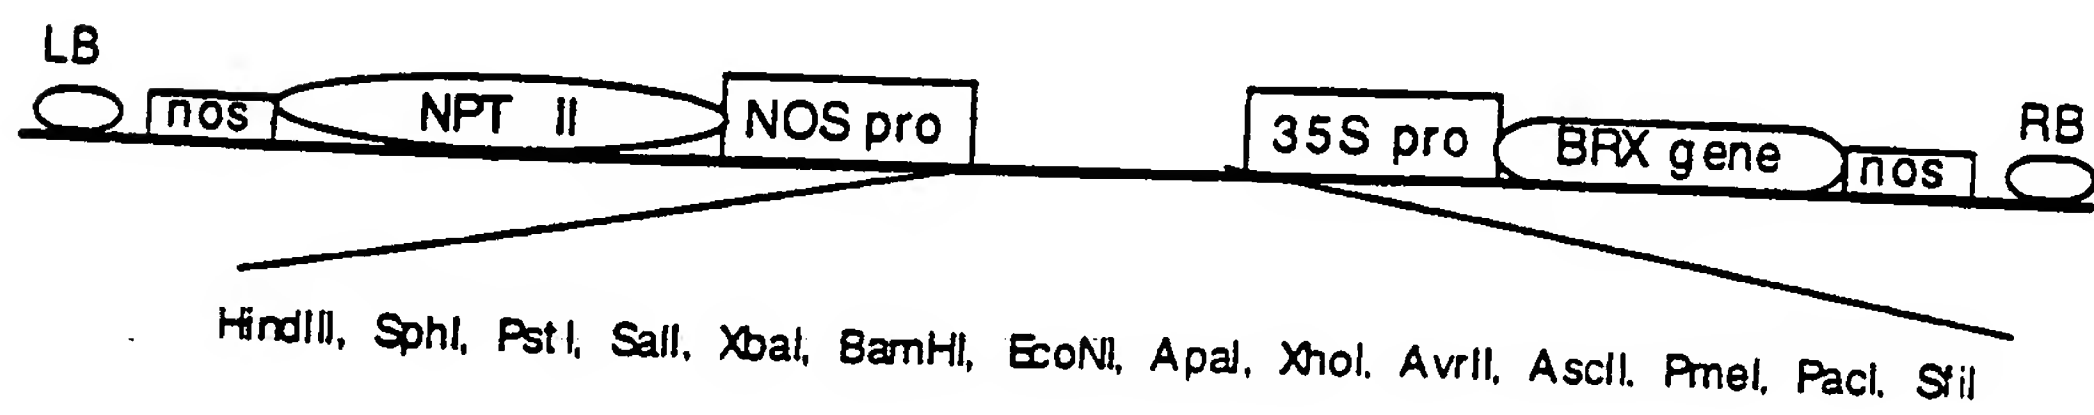 LB
nos NPT II NOS pro 35S pro BRX gene nos RB
HindIII, SphI, Pst I, SalI, XbaI, BamHI, EcoNI, ApaI, XhoI. AvrII, AscII. PmeI, PacI. SfiI